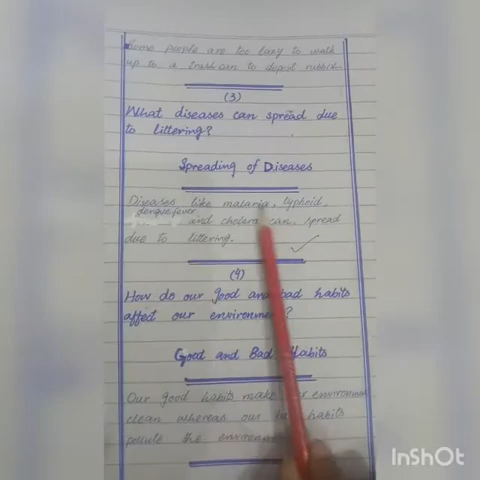 Some people are too lazy to walk
up to a trash can to depost rubbish.
(3)
What diseases can spread due
to littering?
Spreading of Diseases
Diseases like malaria, typhoid,
dengue fever and cholera can spread
due to littering.
(4)
How do our good and bad habits
affect our environment?
Good and Bad Habits
Our good habits make our environment
clean whereas our bad habits
pollute the environment
InShOt